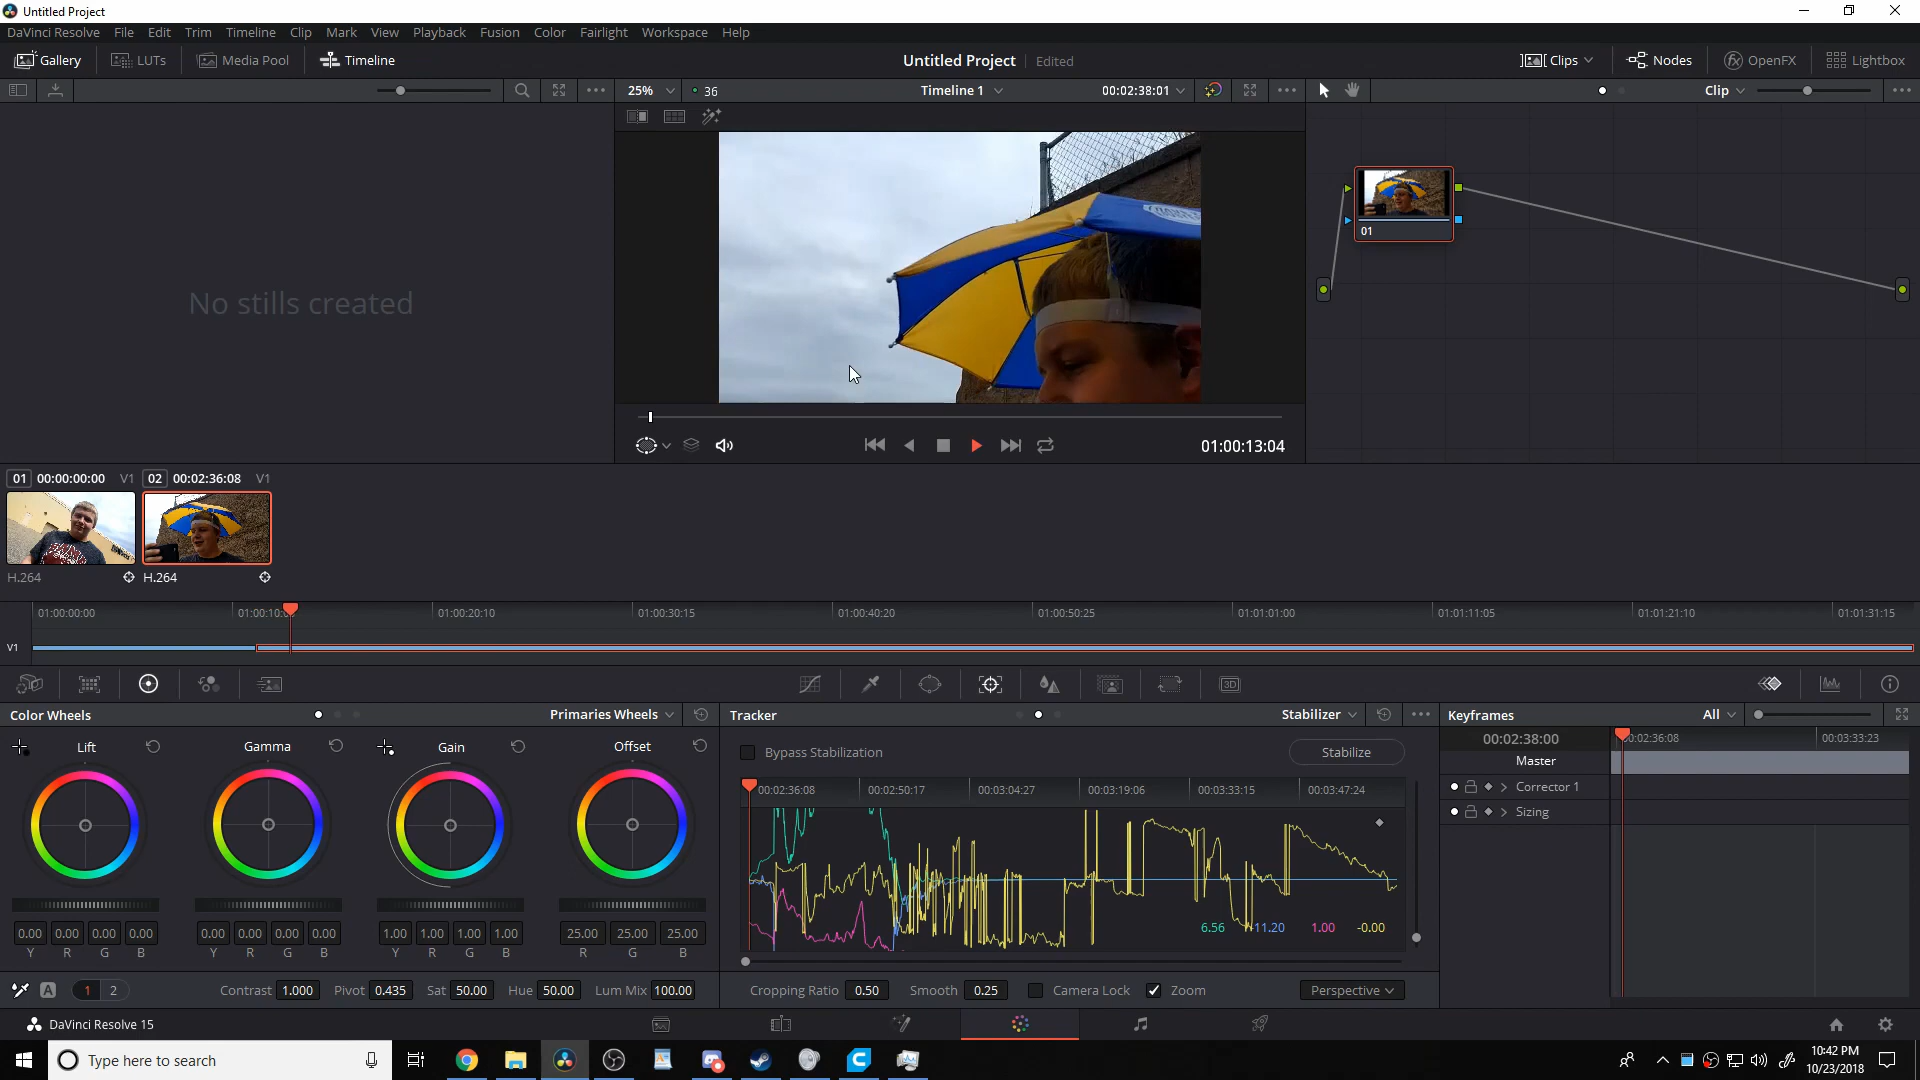 Untitled Project
DaVinci Resolve File Edit Trim Timeline Clip Mark View Playback Fusion Color Fairlight Workspace Help
Gallery LUTs Media Pool Timeline Untitled Project Edited Clips Nodes OpenFX Lightbox
25% 36 Timeline 1 00:02:38:01 Clip
No stills created
01
01:00:13:04
01 00:00:00:00 V1 02 00:02:36:08 V1
H.264 H.264
01:00:00:00 01:00:10: 01:00:20:10 01:00:30:15 01:00:40:20 01:00:50:25 01:01:01:00 01:01:11:05 01:01:21:10 01:01:31:15
V1
3D
Color Wheels Primaries Wheels Tracker Stabilizer Keyframes All
Lift Gamma Gain Offset Bypass Stabilization Stabilize 00:02:38:00 00:02:36:08 00:03:33:23
Master
00:02:36:08 00:02:50:17 00:03:04:27 00:03:19:06 00:03:33:15 00:03:47:24
Corrector 1
Sizing
0.00 0.00 0.00 0.00 0.00 0.00 0.00 0.00 1.00 1.00 1.00 1.00 25.00 25.00 25.00 6.56 -11.20 1.00 -0.00
Y R G B Y R G B Y R G B R G B
A 1 2 Contrast 1.000 Pivot 0.435 Sat 50.00 Hue 50.00 Lum Mix 100.00 Cropping Ratio 0.50 Smooth 0.25 Camera Lock Zoom Perspective
DaVinci Resolve 15
Type here to search 10:42 PM
10/23/2018